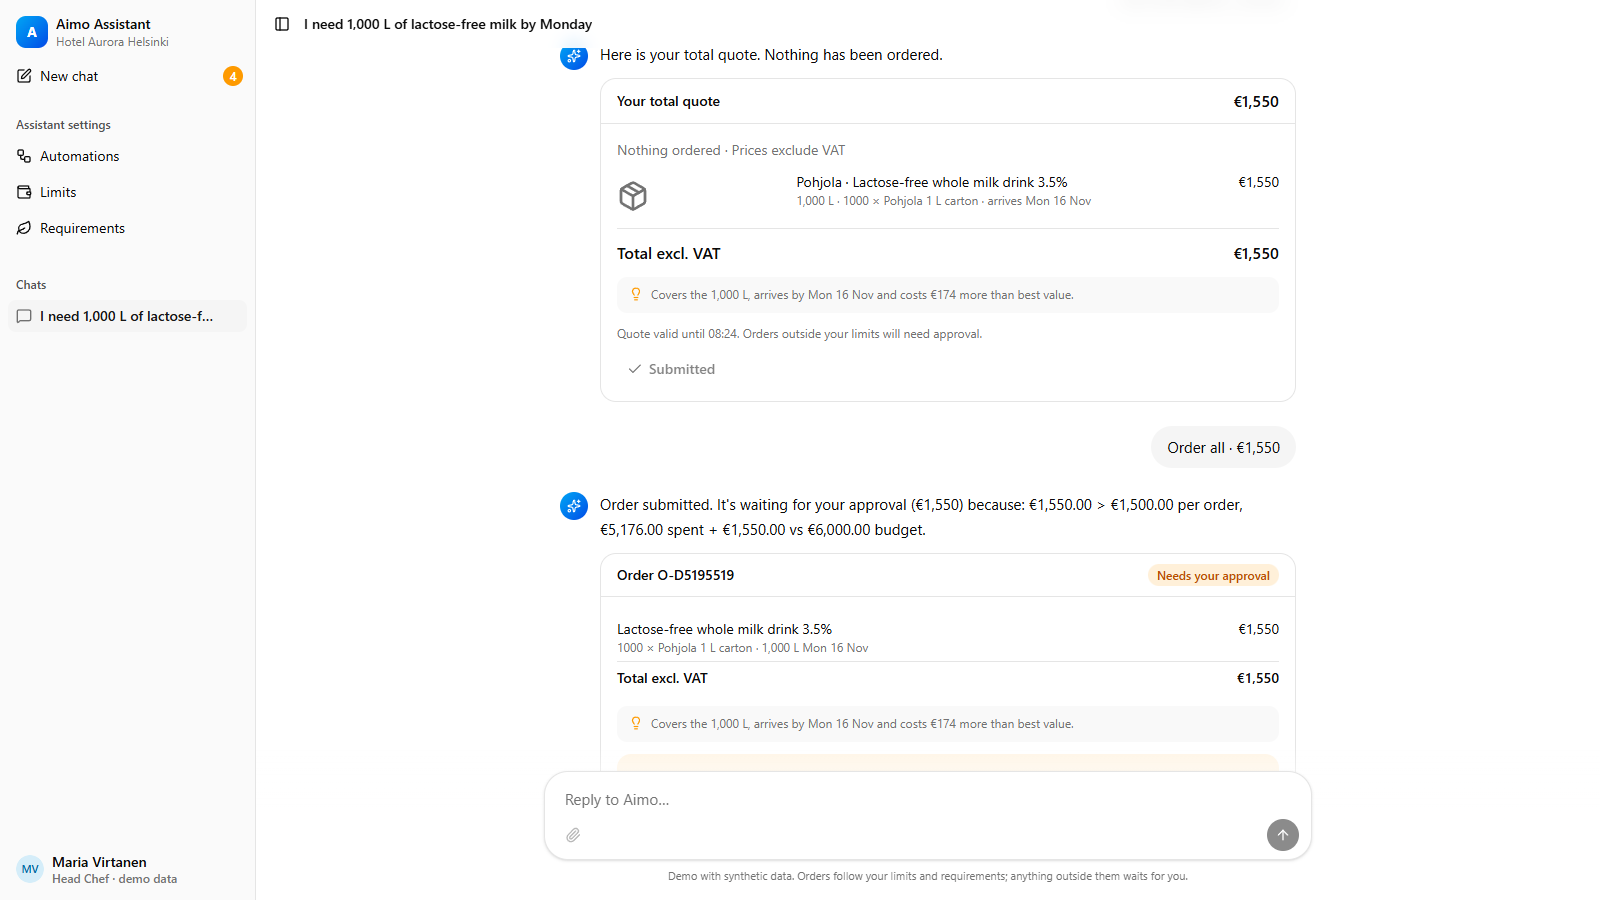 A
Aimo Assistant
Hotel Aurora Helsinki
New chat
4
Assistant settings
Automations
Limits
Requirements
Chats
I need 1,000 L of lactose-f...
MV
Maria Virtanen
Head Chef · demo data
I need 1,000 L of lactose-free milk by Monday
Here is your total quote. Nothing has been ordered.
Your total quote
€1,550
Nothing ordered · Prices exclude VAT
Pohjola · Lactose-free whole milk drink 3.5%
€1,550
1,000 L · 1000 × Pohjola 1 L carton · arrives Mon 16 Nov
Total excl. VAT
€1,550
Covers the 1,000 L, arrives by Mon 16 Nov and costs €174 more than best value.
Quote valid until 08:24. Orders outside your limits will need approval.
Submitted
Order all · €1,550
Order submitted. It's waiting for your approval (€1,550) because: €1,550.00 > €1,500.00 per order,
€5,176.00 spent + €1,550.00 vs €6,000.00 budget.
Order O-D5195519
Needs your approval
Lactose-free whole milk drink 3.5%
€1,550
1000 × Pohjola 1 L carton · 1,000 L Mon 16 Nov
Total excl. VAT
€1,550
Covers the 1,000 L, arrives by Mon 16 Nov and costs €174 more than best value.
Reply to Aimo...
Demo with synthetic data. Orders follow your limits and requirements; anything outside them waits for you.